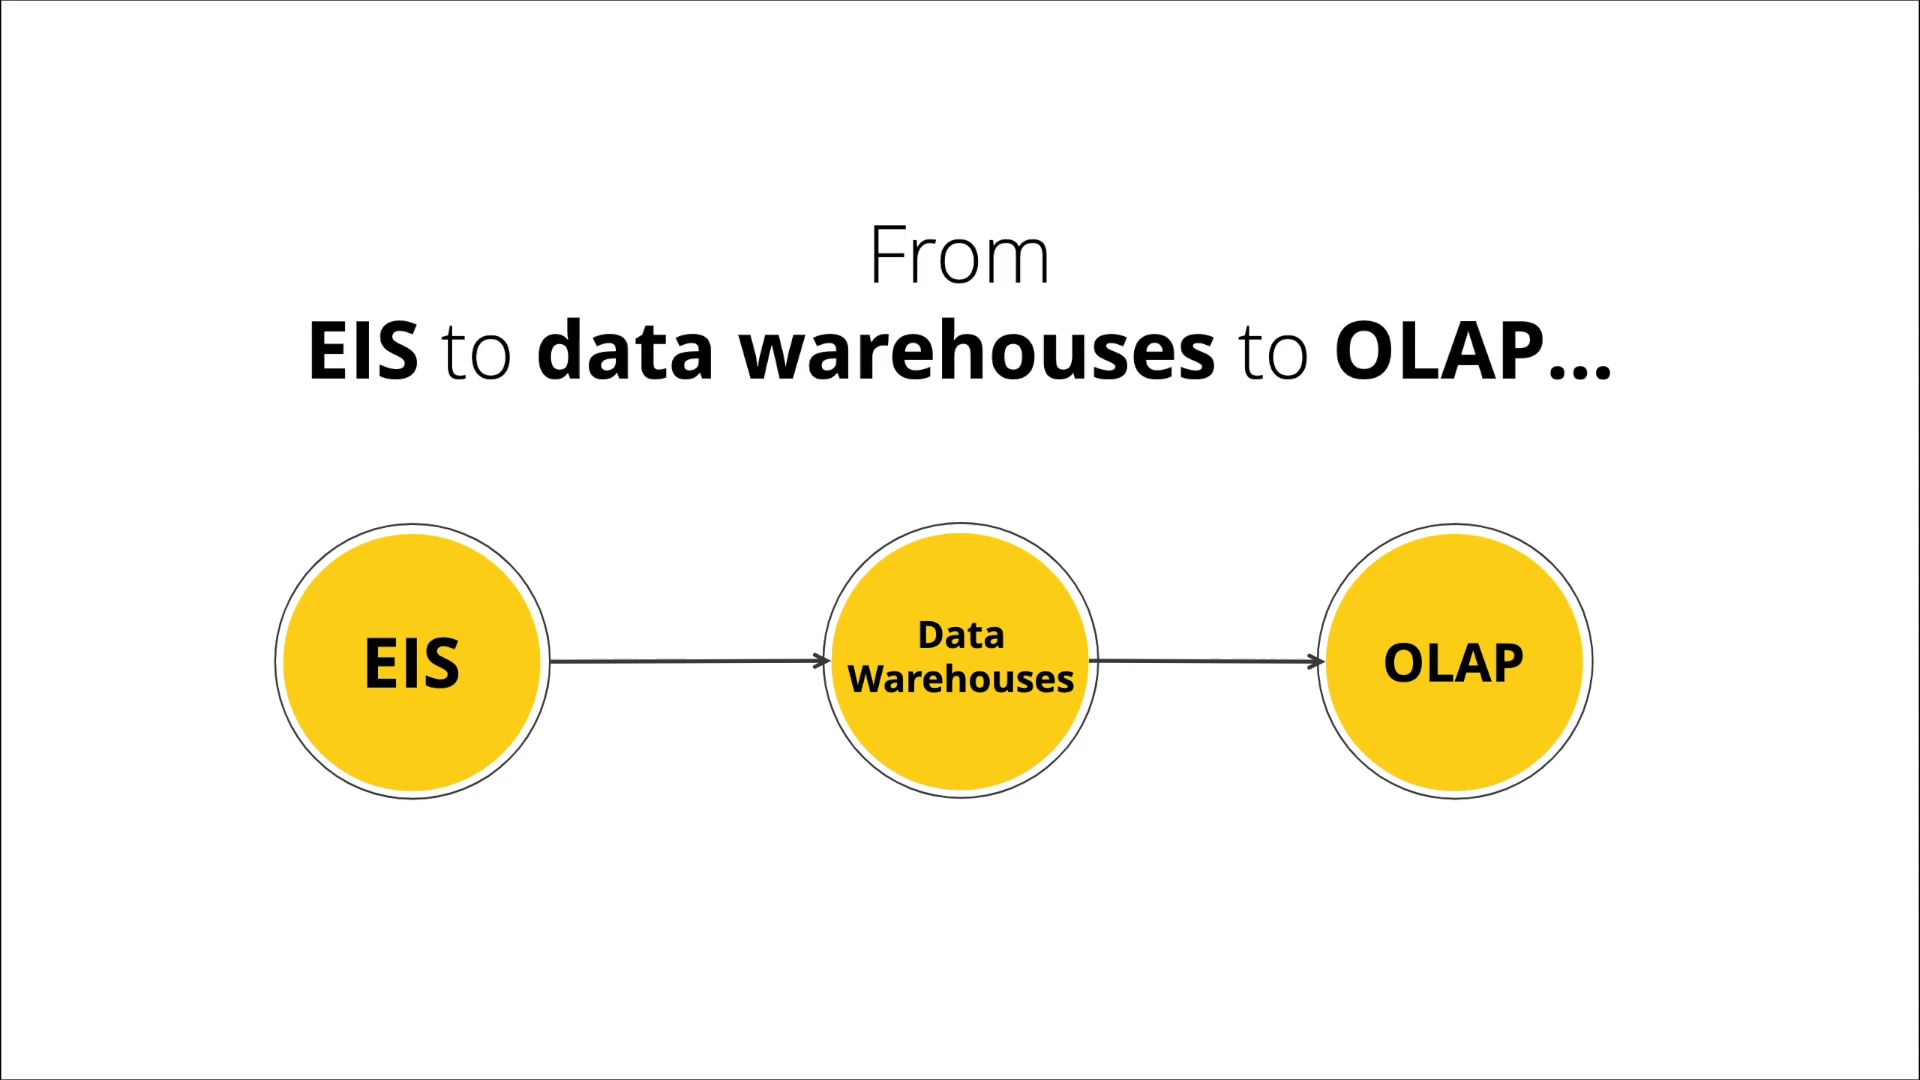 From
EIS to data warehouses to OLAP...
EIS
Data
Warehouses
OLAP